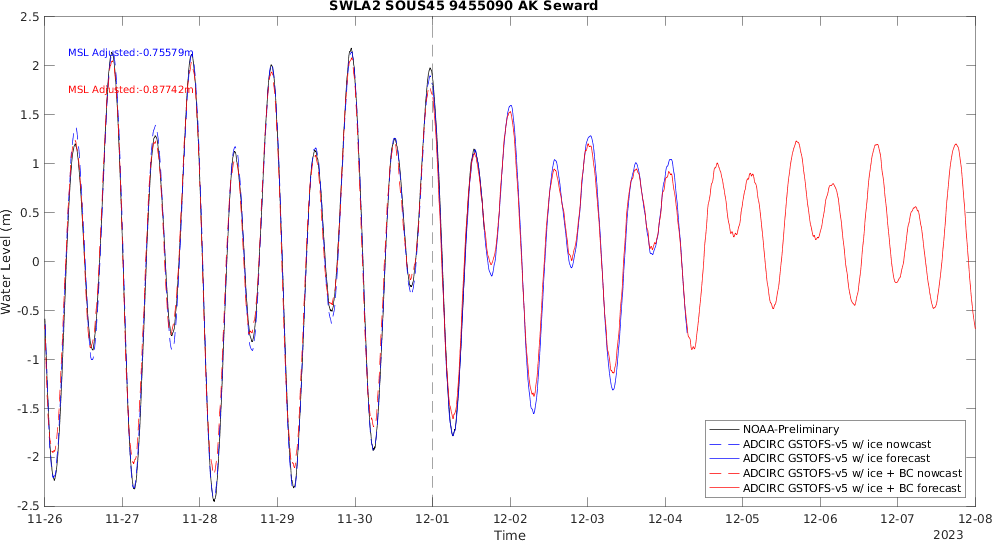 SWLA2 SOUS45 9455090 AK Seward
MSL Adjusted:-0.75579m
MSL Adjusted:-0.87742m
2.5
2
1.5
1
0.5
0
-0.5
-1
-1.5
-2
-2.5
Water Level (m)
NOAA-Preliminary
ADCIRC GSTOFS-v5 w/ ice nowcast
ADCIRC GSTOFS-v5 w/ ice forecast
ADCIRC GSTOFS-v5 w/ ice + BC nowcast
ADCIRC GSTOFS-v5 w/ ice + BC forecast
11-26 11-27 11-28 11-29 11-30 12-01 12-02 12-03 12-04 12-05 12-06 12-07 12-08
Time
2023